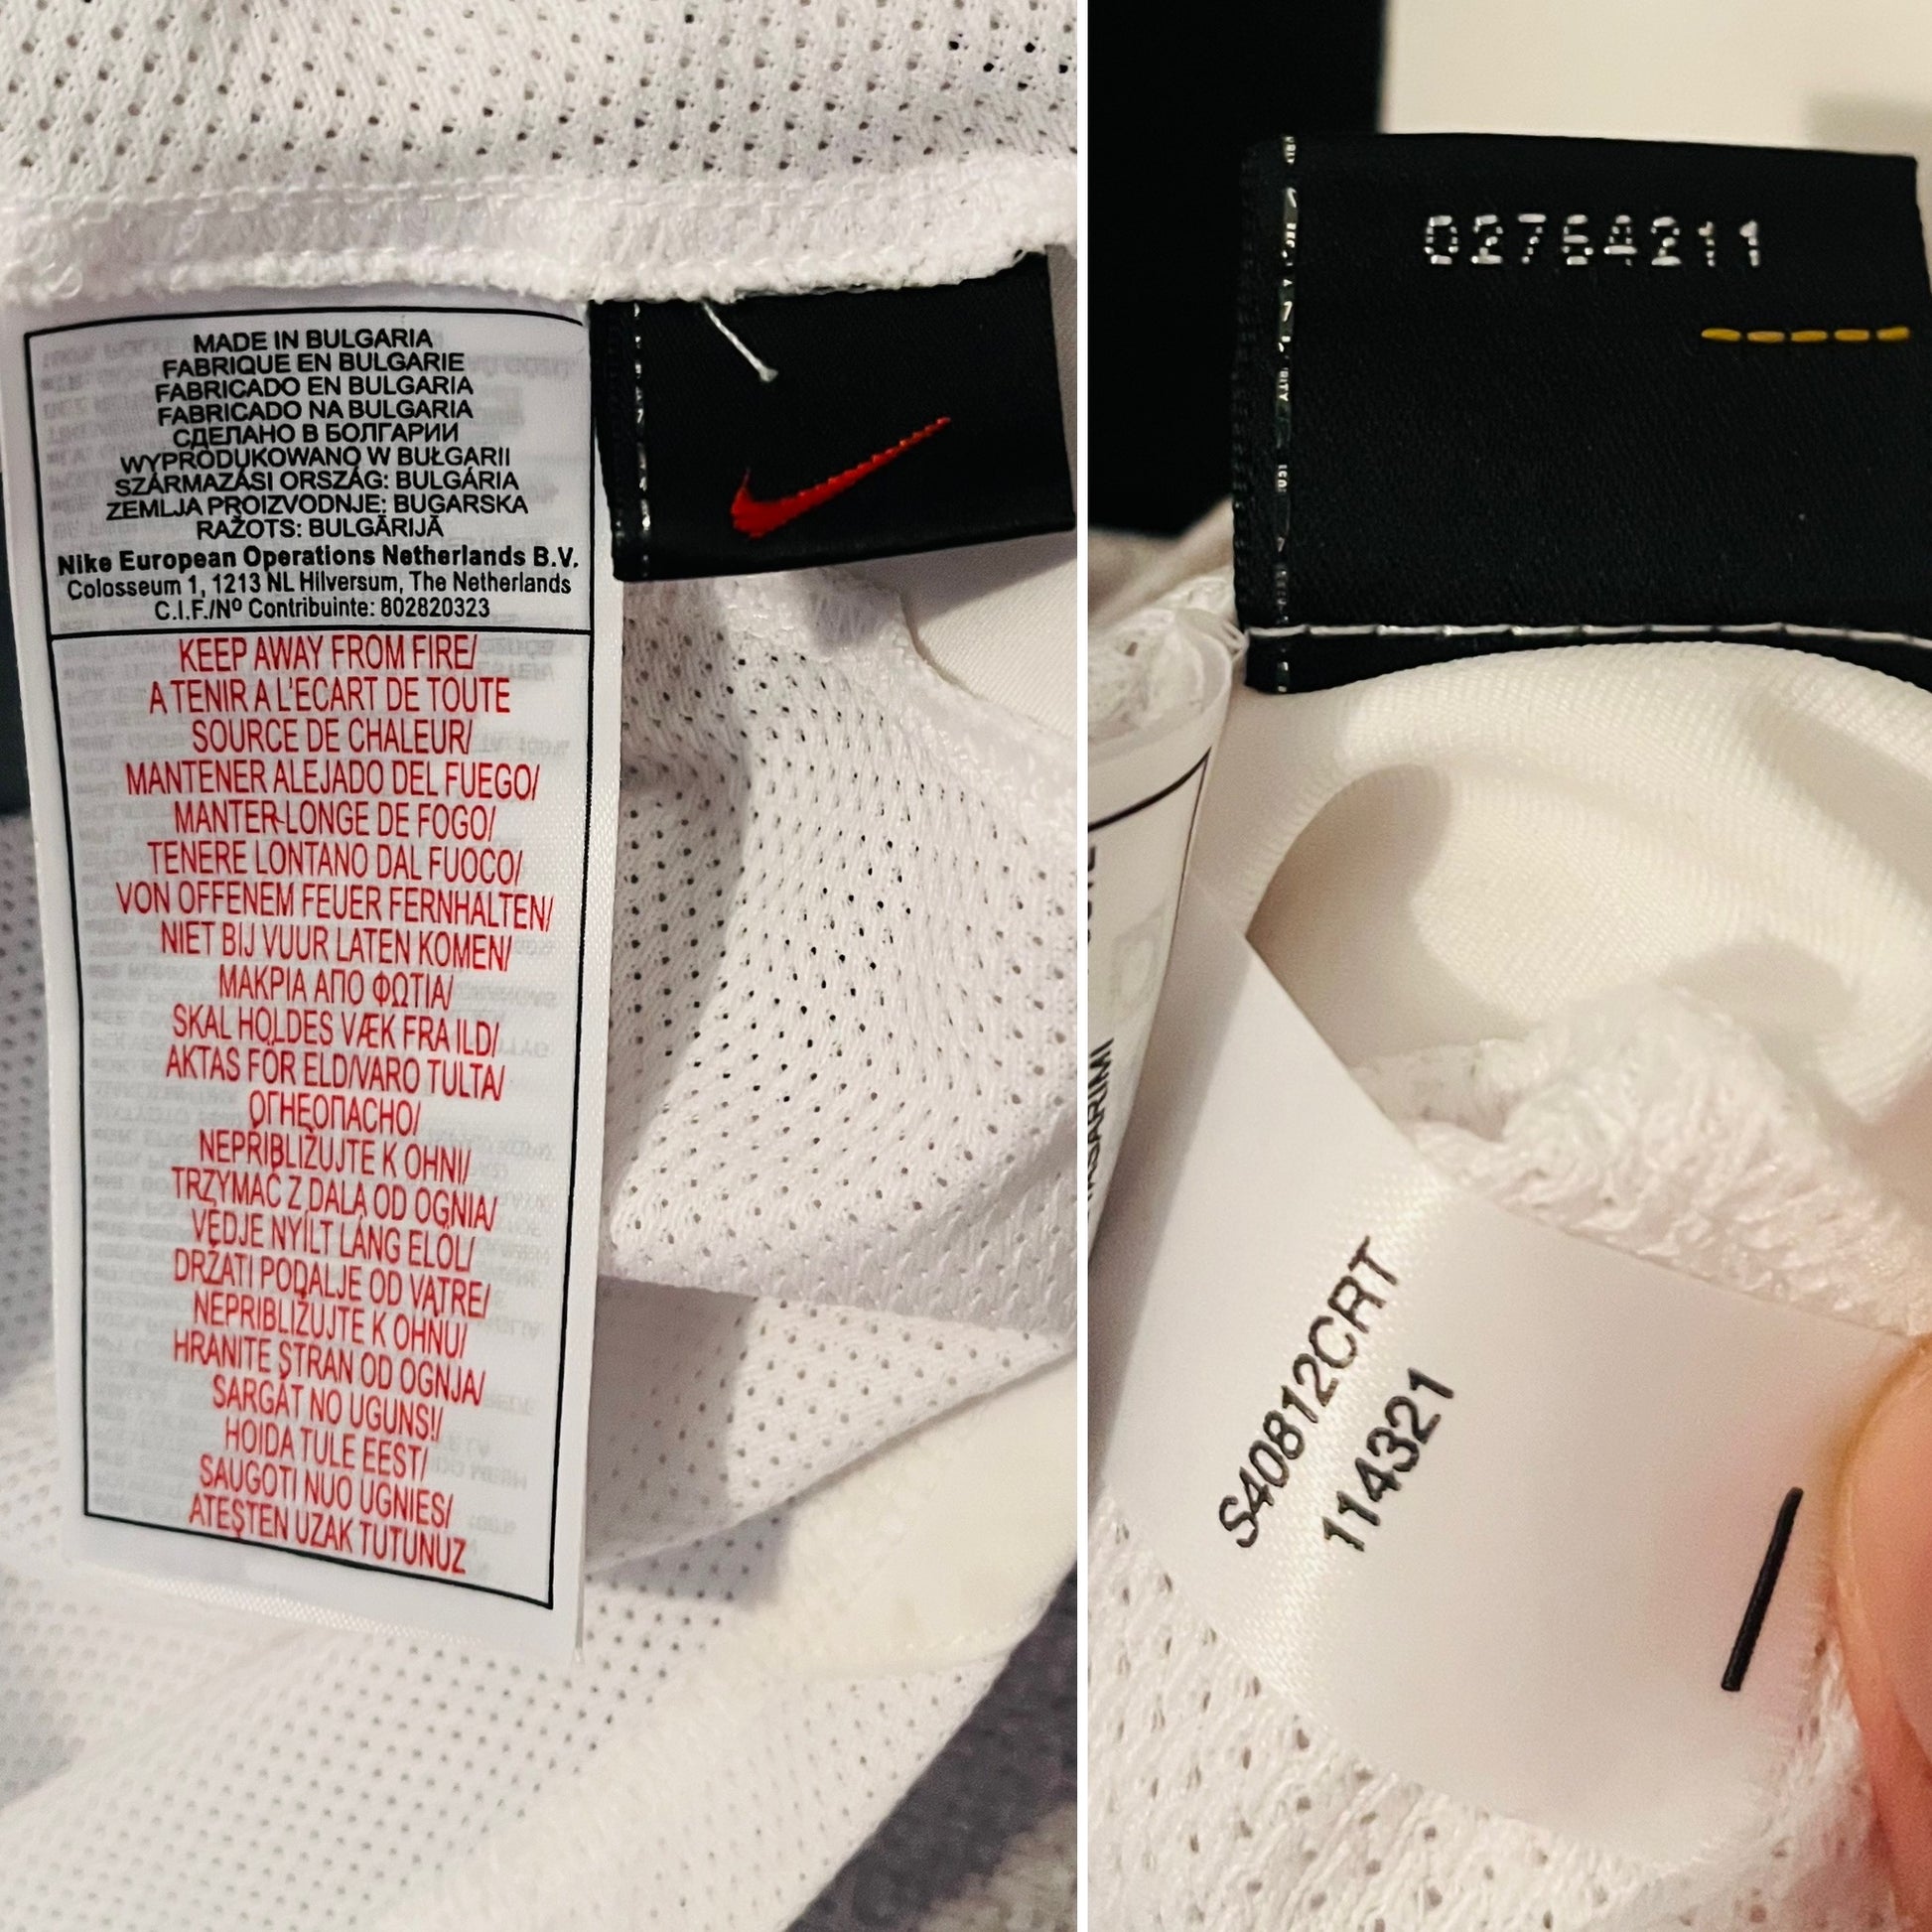 MADE IN BULGARIA
FABRIQUE EN BULGARIE
FABRICADO EN BULGARIA
FABRICADO NA BULGARIA
СДЕЛАНО В БОЛГАРИИ
WYPRODUKOWANO W BUŁGARII
SZÁRMAZÁSI ORSZÁG: BULGÁRIA
ZEMLJA PROIZVODNJE: BUGARSKA
RAŽOTS: BULGĀRIJĀ
Nike European Operations Netherlands B.V.
Colosseum 1, 1213 NL Hilversum, The Netherlands
C.I.F./Nº Contribuinte: 802820323
KEEP AWAY FROM FIRE/
A TENIR A L'ECART DE TOUTE
SOURCE DE CHALEUR/
MANTENER ALEJADO DEL FUEGO/
MANTER-LONGE DE FOGO/
TENERE LONTANO DAL FUOCO/
VON OFFENEM FEUER FERNHALTEN/
NIET BIJ VUUR LATEN KOMEN/
ΜΑΚΡΙΑ ΑΠΟ ΦΩΤΙΑ/
SKAL HOLDES VÆK FRA ILD/
AKTAS FÖR ELD/VARO TULTA/
ОГНЕОПАСНО/
NEPŘIBLIŽUJTE K OHNI/
TRZYMAĆ Z DALA OD OGNIA/
VÉDJE NYÍLT LÁNG ELÖL/
DRŽATI PODALJE OD VATRE/
NEPRIBLIŽUJTE K OHNU/
HRANITE STRAN OD OGNJA/
SARGĀT NO UGUNS!/
HOIDA TULE EEST/
SAUGOTI NUO UGNIES/
ATEŞTEN UZAK TUTUNUZ
02764211
S40812CRT
114321